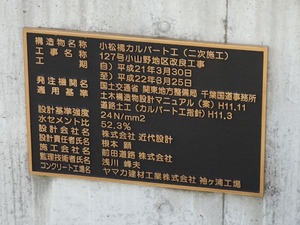 構造物名称 小松橋カルバート工(二次施工)
工事名称 127号小山野地区改良工事
工期 自)平成21年3月30日
至)平成22年8月25日
発注機関名 国土交通省 関東地方整備局 千葉国道事務所
適用基準 土木構造物設計マニュアル(案)H11.11
道路土工(カルバート工指針)H11.3
設計基準強度 24N/mm2
水セメント比 52.3%
設計会社名 株式会社 近代設計
設計責任者氏名 根本 顕
施工会社名 前田道路 株式会社
監理技術者氏名 浅川 峰夫
コンクリート工場名 ヤマカ建材工業株式会社 袖ヶ浦工場